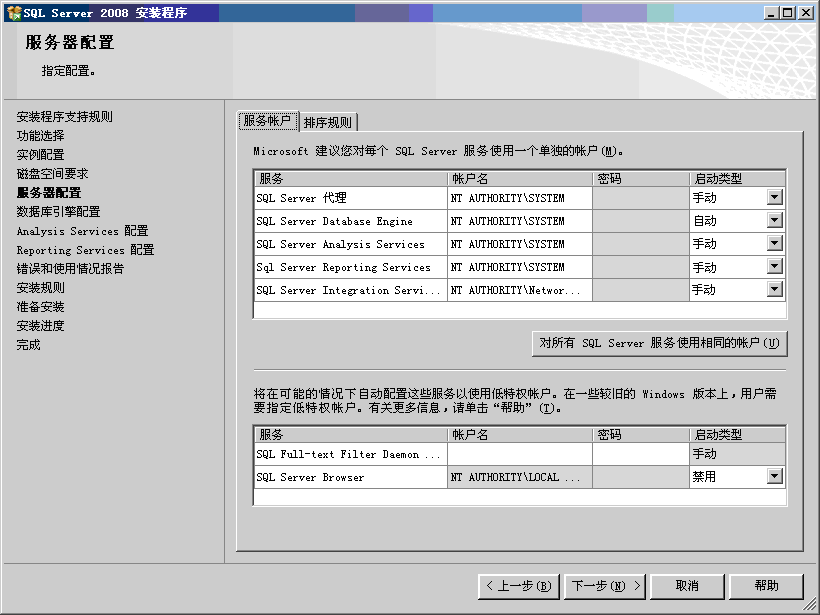 SQL Server 2008 安装程序
服务器配置
指定配置。
安装程序支持规则
功能选择
实例配置
磁盘空间要求
服务器配置
数据库引擎配置
Analysis Services 配置
Reporting Services 配置
错误和使用情况报告
安装规则
准备安装
安装进度
完成
服务帐户 排序规则
Microsoft 建议您对每个 SQL Server 服务使用一个单独的帐户(M)。
服务 帐户名 密码 启动类型
SQL Server 代理 NT AUTHORITY\SYSTEM 手动
SQL Server Database Engine NT AUTHORITY\SYSTEM 自动
SQL Server Analysis Services NT AUTHORITY\SYSTEM 手动
Sql Server Reporting Services NT AUTHORITY\SYSTEM 手动
SQL Server Integration Servi... NT AUTHORITY\Networ... 手动
对所有 SQL Server 服务使用相同的帐户(U)
将在可能的情况下自动配置这些服务以使用低特权帐户。在一些较旧的 Windows 版本上，用户需
要指定低特权帐户。有关更多信息，请单击“帮助”(T)。
服务 帐户名 密码 启动类型
SQL Full-text Filter Daemon ... 手动
SQL Server Browser NT AUTHORITY\LOCAL ... 禁用
< 上一步(B) 下一步(N) > 取消 帮助